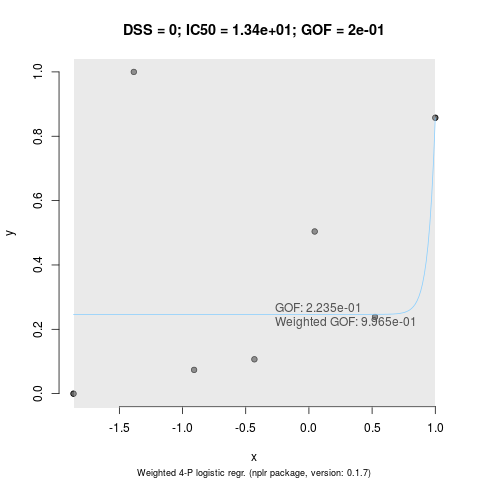 DSS = 0; IC50 = 1.34e+01; GOF = 2e-01
1.0
0.8
0.6
0.4
0.2
0.0
y
GOF: 2.235e-01
Weighted GOF: 9.965e-01
-1.5
-1.0
-0.5
0.0
0.5
1.0
x
Weighted 4-P logistic regr. (nplr package, version: 0.1.7)